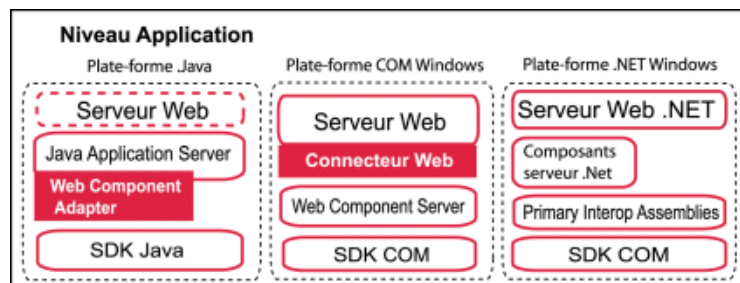 Niveau Application
Plate-forme .Java
Serveur Web
Java Application Server
Web Component
Adapter
SDK Java
Plate-forme COM Windows
Serveur Web
Connecteur Web
Web Component Server
SDK COM
Plate-forme .NET Windows
Serveur Web .NET
Composants
serveur .Net
Primary Interop Assemblies
SDK COM